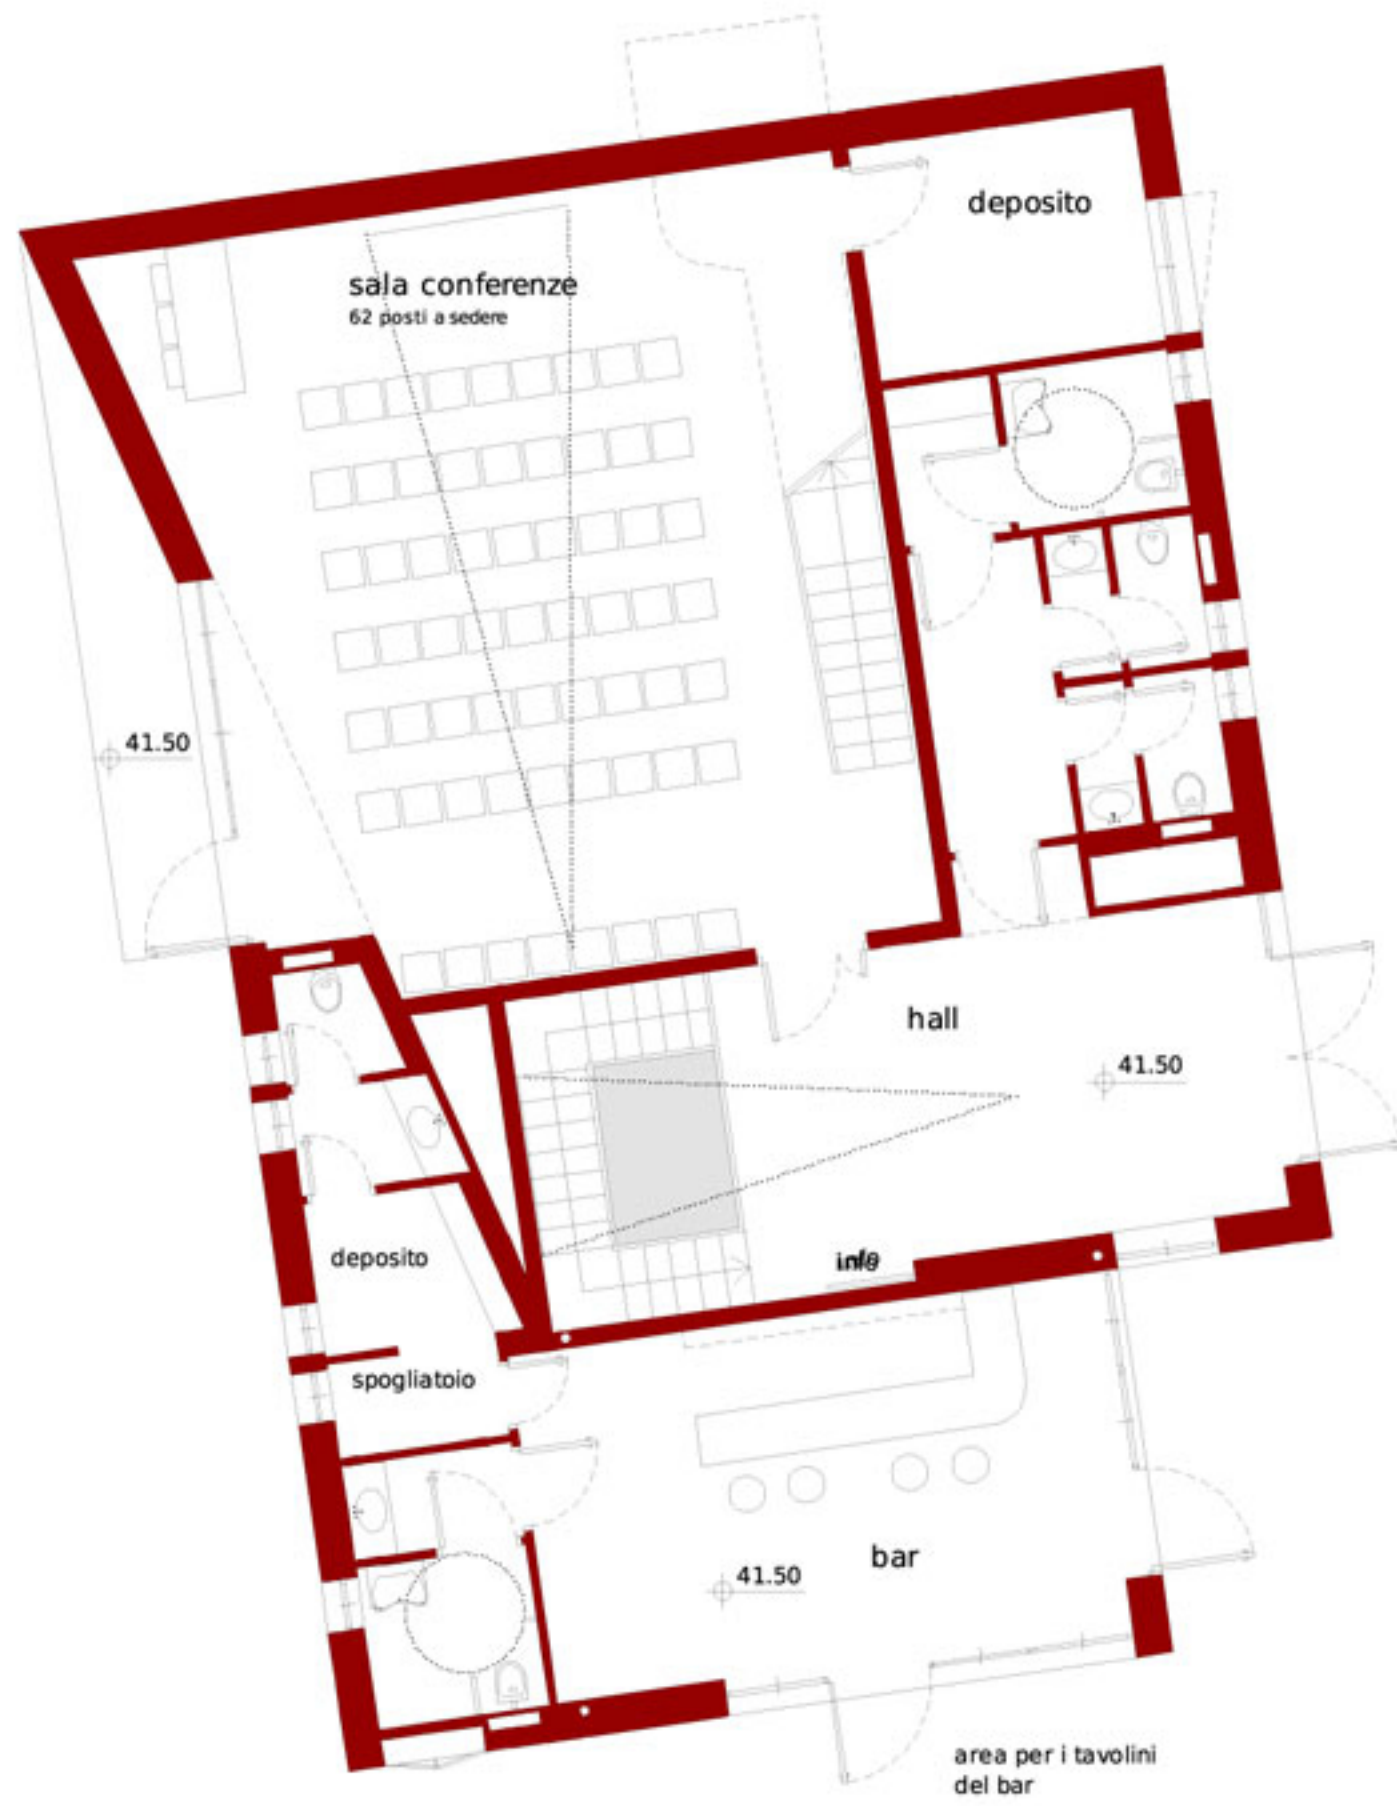 deposito
sala conferenze
62 posti a sedere
41.50
hall
41.50
deposito
info
spogliatoio
bar
41.50
area per i tavolini
del bar